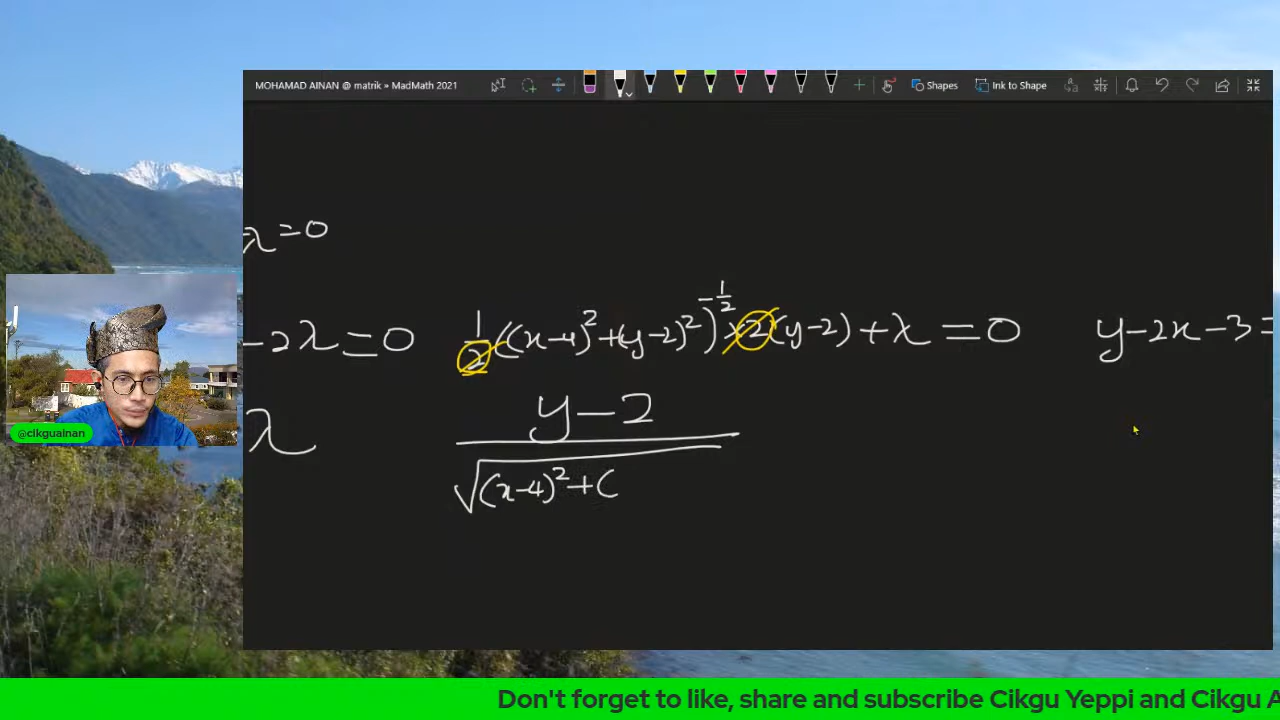 MOHAMAD AINAN @ matrik » MadMath 2021
Shapes
Ink to Shape
λ=0
-2λ=0
1/2((x-4)²+(y-2)²)^(-1/2)×2(y-2)+λ=0
y-2x-3=
λ
y-2
√(x-4)²+(
@cikguainan
Don't forget to like, share and subscribe Cikgu Yeppi and Cikgu A